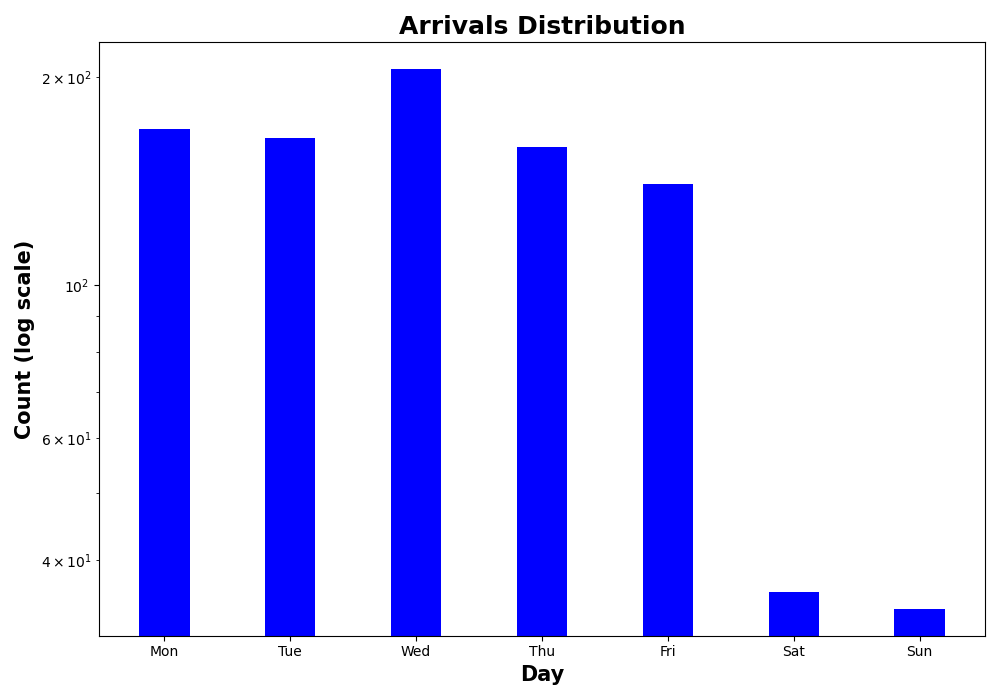 Arrivals Distribution
Count (log scale)
2 × 10²
10²
6 × 10¹
4 × 10¹
Mon Tue Wed Thu Fri Sat Sun
Day